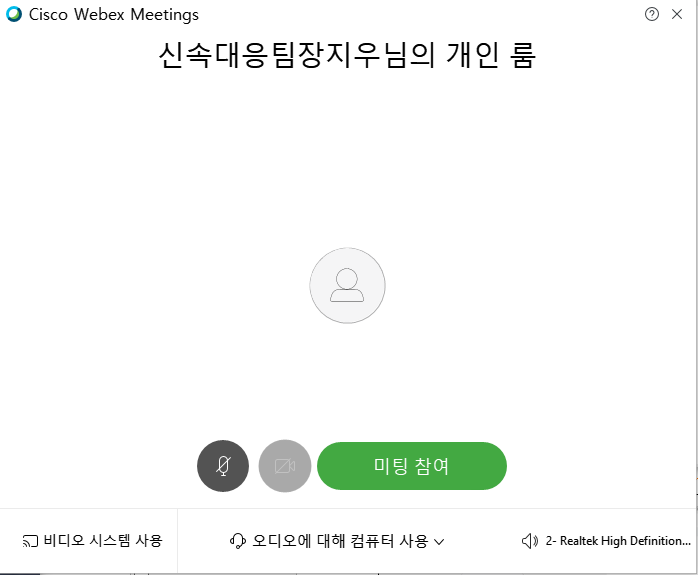 Cisco Webex Meetings
신속대응팀장지우님의 개인 룸
미팅 참여
비디오 시스템 사용
오디오에 대해 컴퓨터 사용
2- Realtek High Definition...